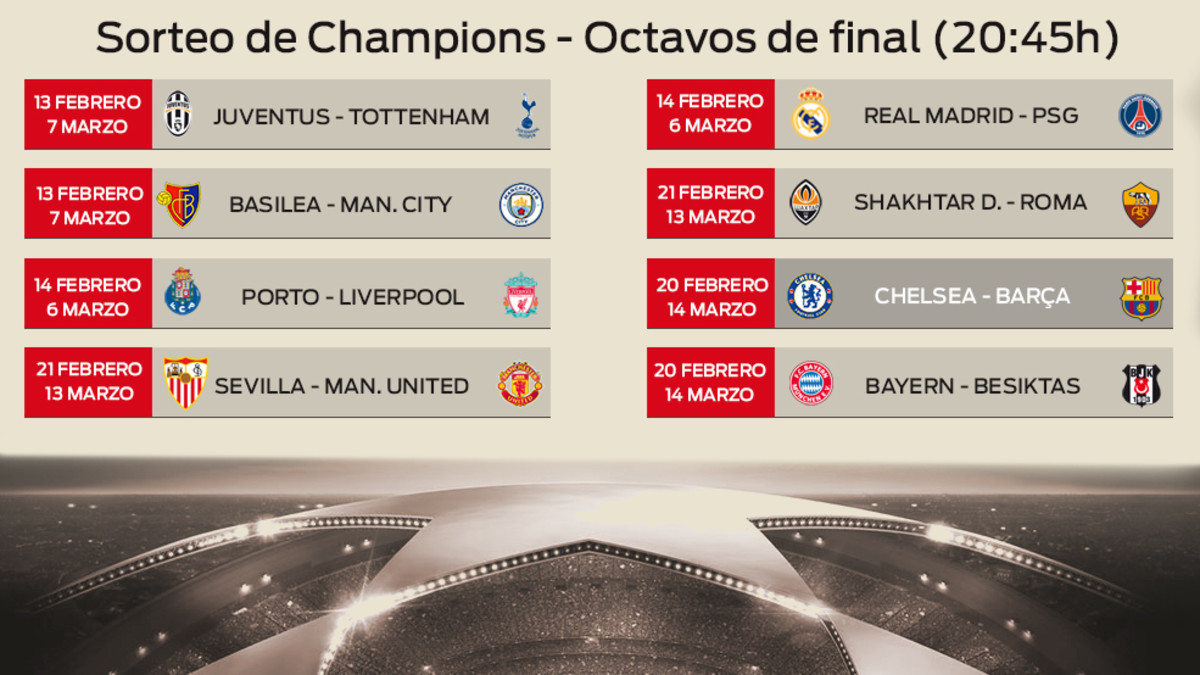 Sorteo de Champions - Octavos de final (20:45h)
13 FEBRERO
7 MARZO
JUVENTUS - TOTTENHAM
13 FEBRERO
7 MARZO
BASILEA - MAN. CITY
14 FEBRERO
6 MARZO
PORTO - LIVERPOOL
21 FEBRERO
13 MARZO
SEVILLA - MAN. UNITED
14 FEBRERO
6 MARZO
REAL MADRID - PSG
21 FEBRERO
13 MARZO
SHAKHTAR D. - ROMA
20 FEBRERO
14 MARZO
CHELSEA - BARÇA
20 FEBRERO
14 MARZO
BAYERN - BESIKTAS